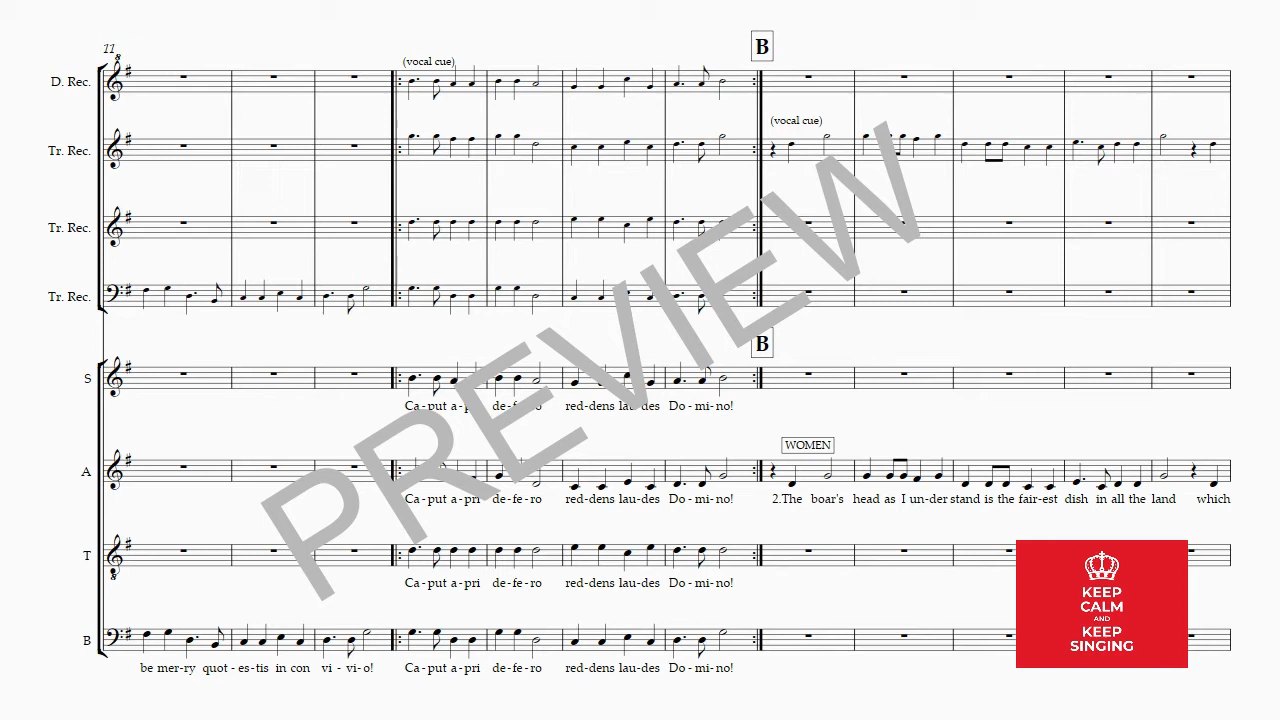 11
B
D. Rec.
(vocal cue)
Tr. Rec.
(vocal cue)
Tr. Rec.
Tr. Rec.
B
S
Ca-put a-pri de-fe-ro red-dens lau-des Do-mi-no!
WOMEN
A
Ca-put a-pri de-fe-ro red-dens lau-des Do-mi-no! 2.The boar's head as I un-der stand is the fair-est dish in all the land which
T
Ca-put a-pri de-fe-ro red-dens lau-des Do-mi-no!
B
be mer-ry quot-es-tis in con vi-vi-o! Ca-put a-pri de-fe-ro red-dens lau-des Do-mi-no!
PREVIEW
KEEP
CALM
AND
KEEP
SINGING